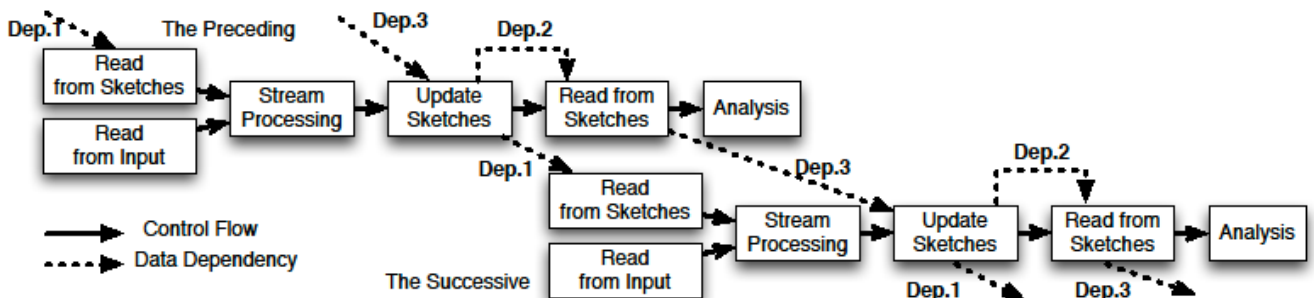 Dep.1
The Preceding
Dep.3
Dep.2
Read
from Sketches
Stream
Processing
Update
Sketches
Read from
Sketches
Analysis
Read
from Input
Dep.1
Dep.3
Dep.2
Read
from Sketches
Stream
Processing
Update
Sketches
Read from
Sketches
Analysis
Control Flow
Data Dependency
The Successive
Read
from Input
Dep.1
Dep.3